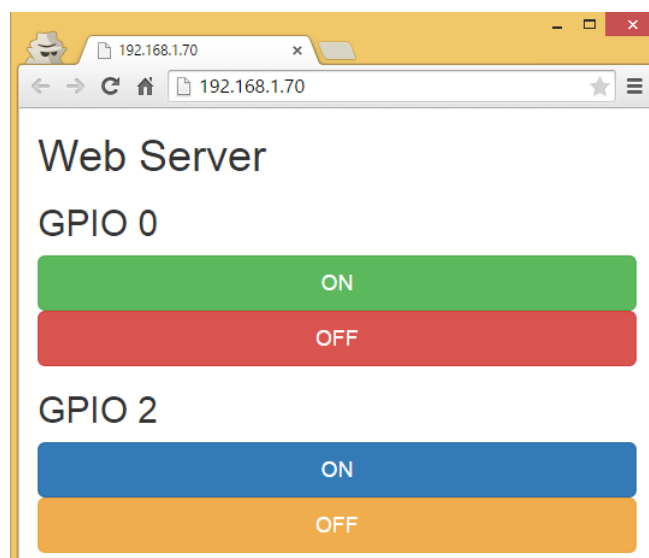 192.168.1.70
192.168.1.70
Web Server
GPIO 0
ON
OFF
GPIO 2
ON
OFF